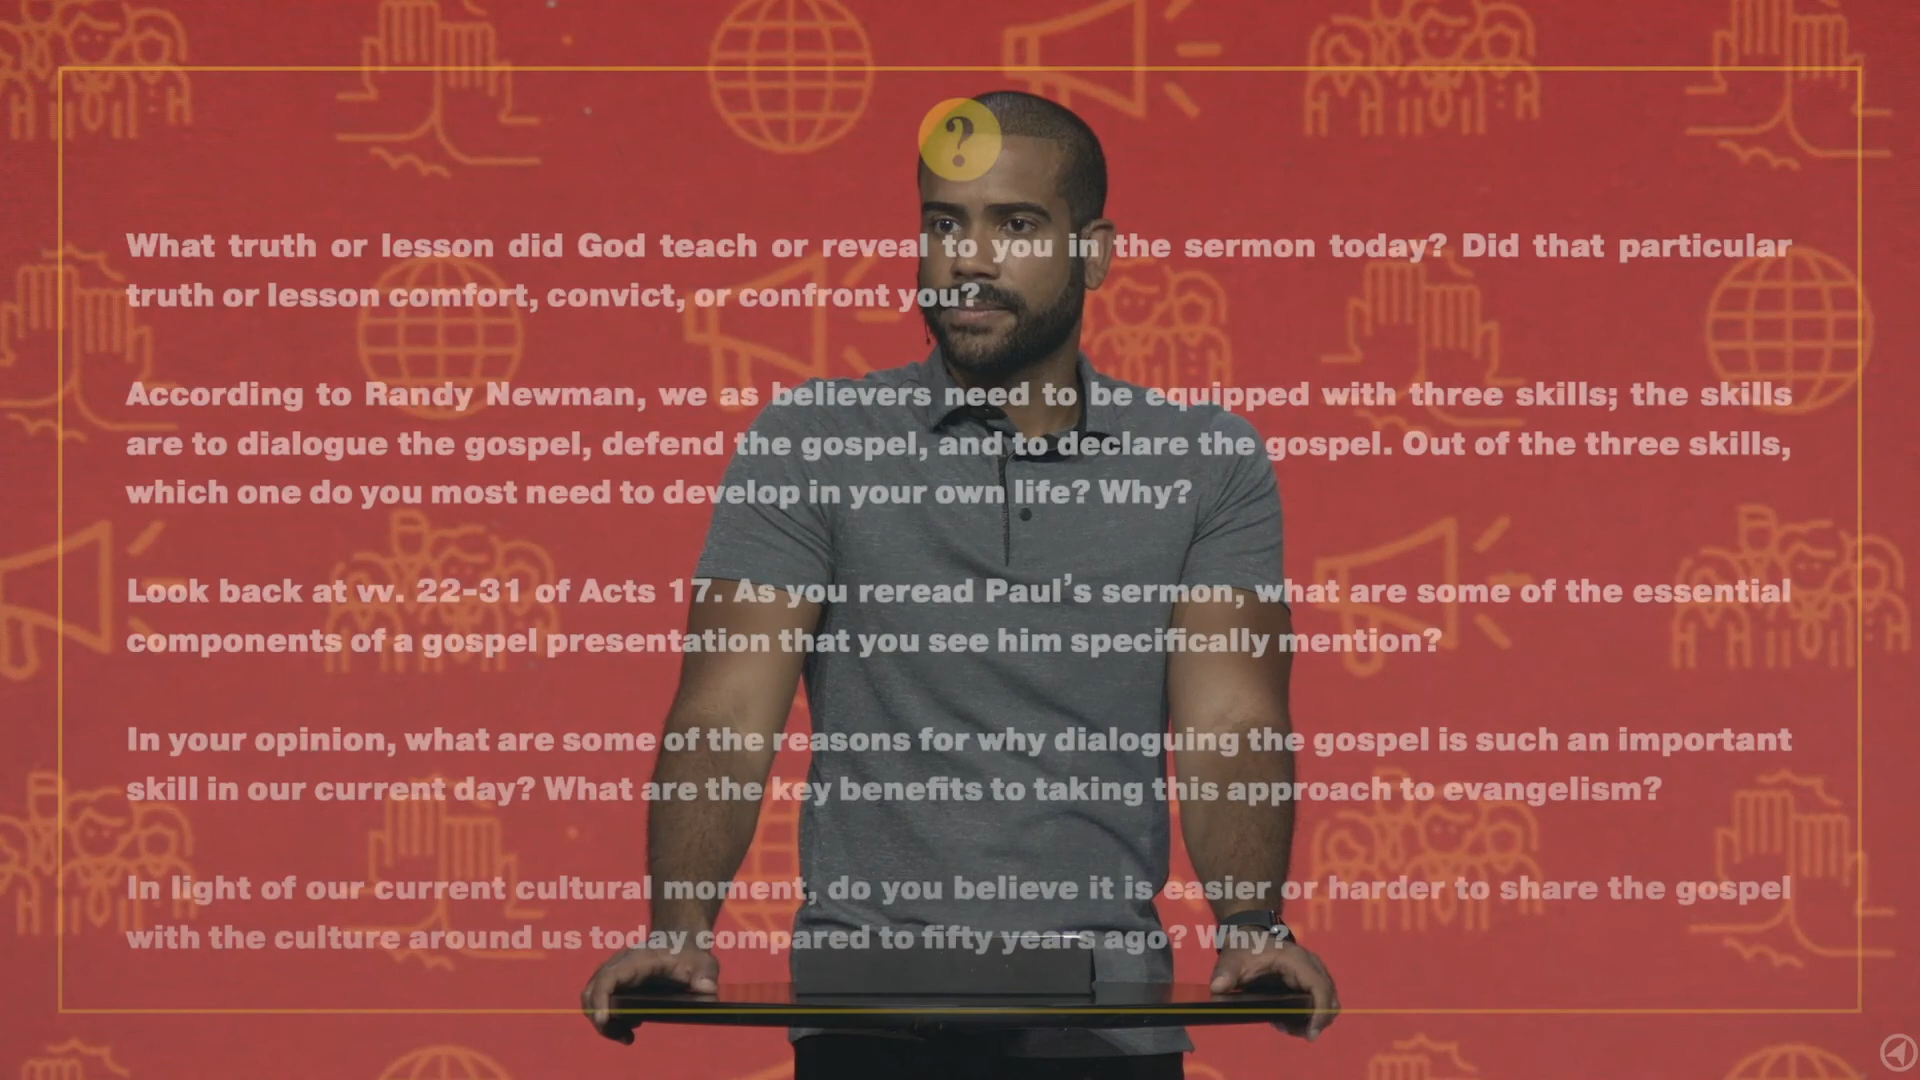 ?
What truth or lesson did God teach or reveal to you in the sermon today? Did that particular
truth or lesson comfort, convict, or confront you?
According to Randy Newman, we as believers need to be equipped with three skills; the skills
are to dialogue the gospel, defend the gospel, and to declare the gospel. Out of the three skills,
which one do you most need to develop in your own life? Why?
Look back at vv. 22-31 of Acts 17. As you reread Paul's sermon, what are some of the essential
components of a gospel presentation that you see him specifically mention?
In your opinion, what are some of the reasons for why dialoguing the gospel is such an important
skill in our current day? What are the key benefits to taking this approach to evangelism?
In light of our current cultural moment, do you believe it is easier or harder to share the gospel
with the culture around us today compared to fifty years ago? Why?